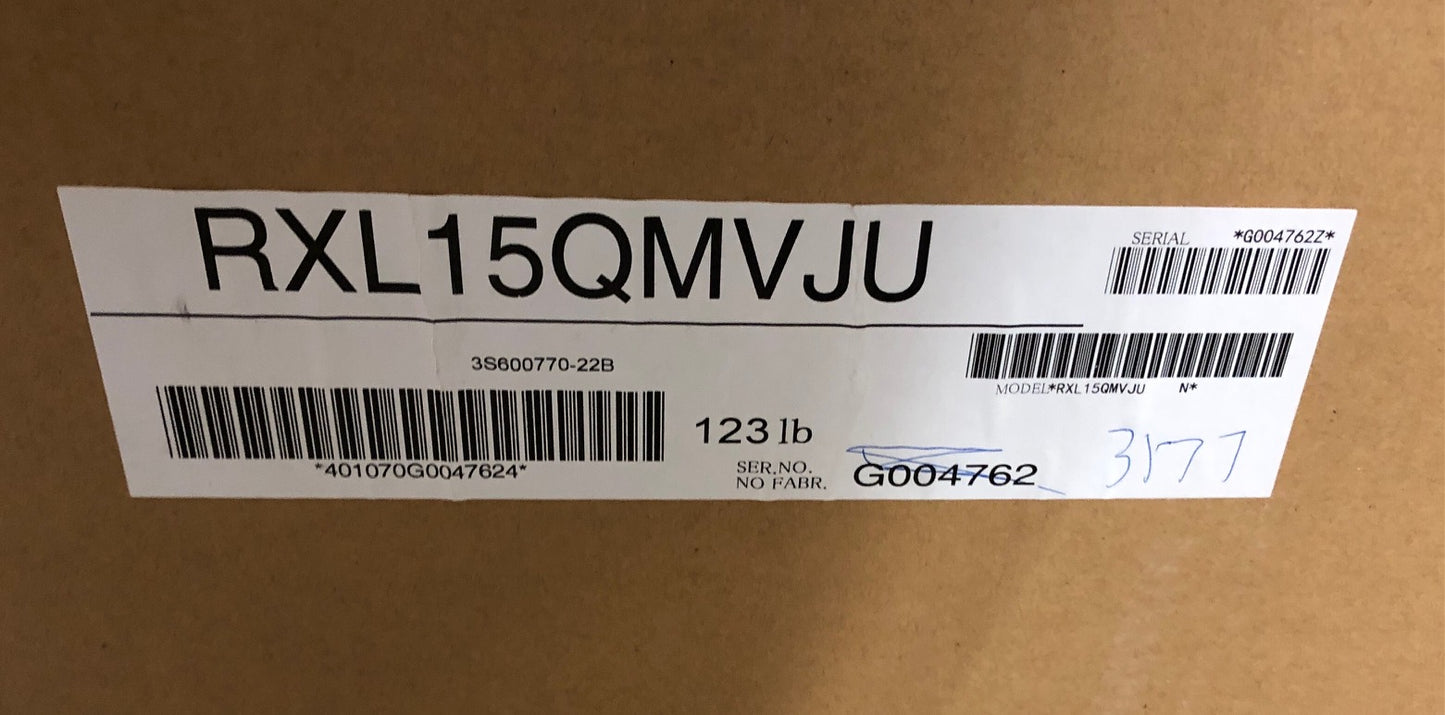 RXL15QMVJU
SERIAL *G004762Z*
3S600770-22B
MODEL*RXL15QMVJU N*
*401070G0047624*
123 lb
SER.NO.
NO FABR. G004762
3177